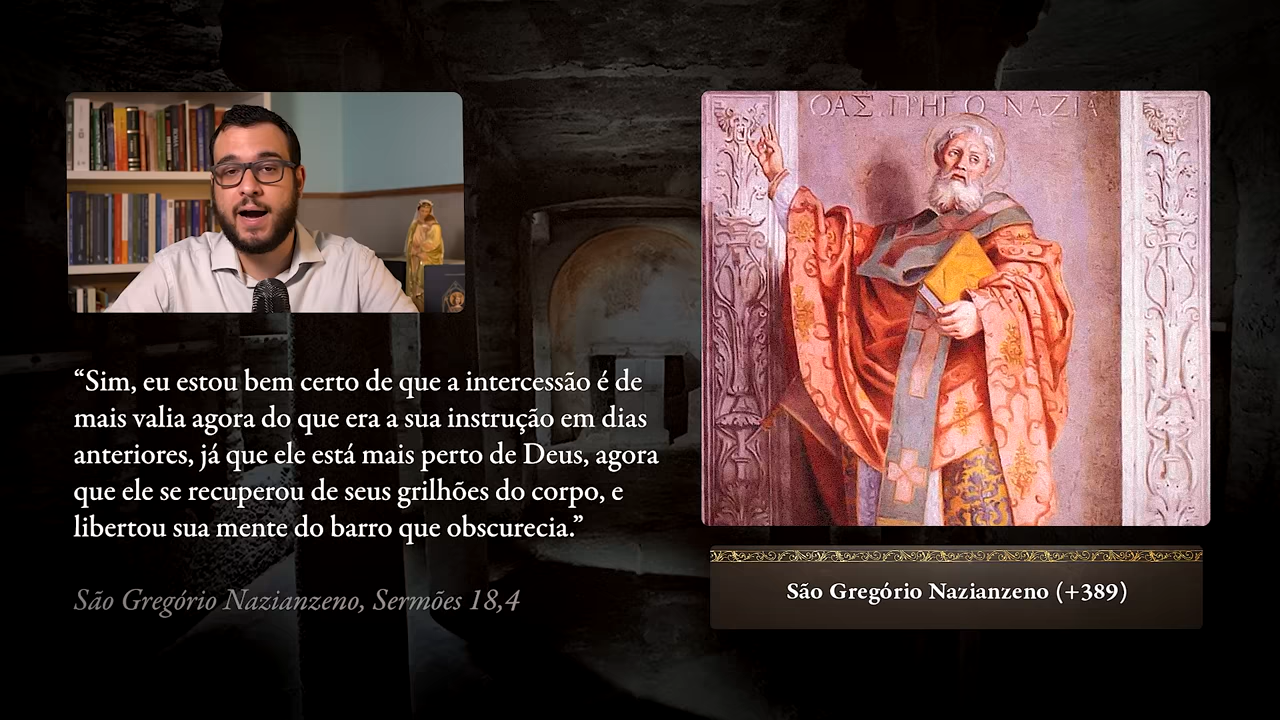 ΟΑΣ ΓΡΗΓΟ ΝΑΖΙΑ
“Sim, eu estou bem certo de que a intercessão é de
mais valia agora do que era a sua instrução em dias
anteriores, já que ele está mais perto de Deus, agora
que ele se recuperou de seus grilhões do corpo, e
libertou sua mente do barro que obscurecia.”
São Gregório Nazianzeno, Sermões 18,4
São Gregório Nazianzeno (+389)